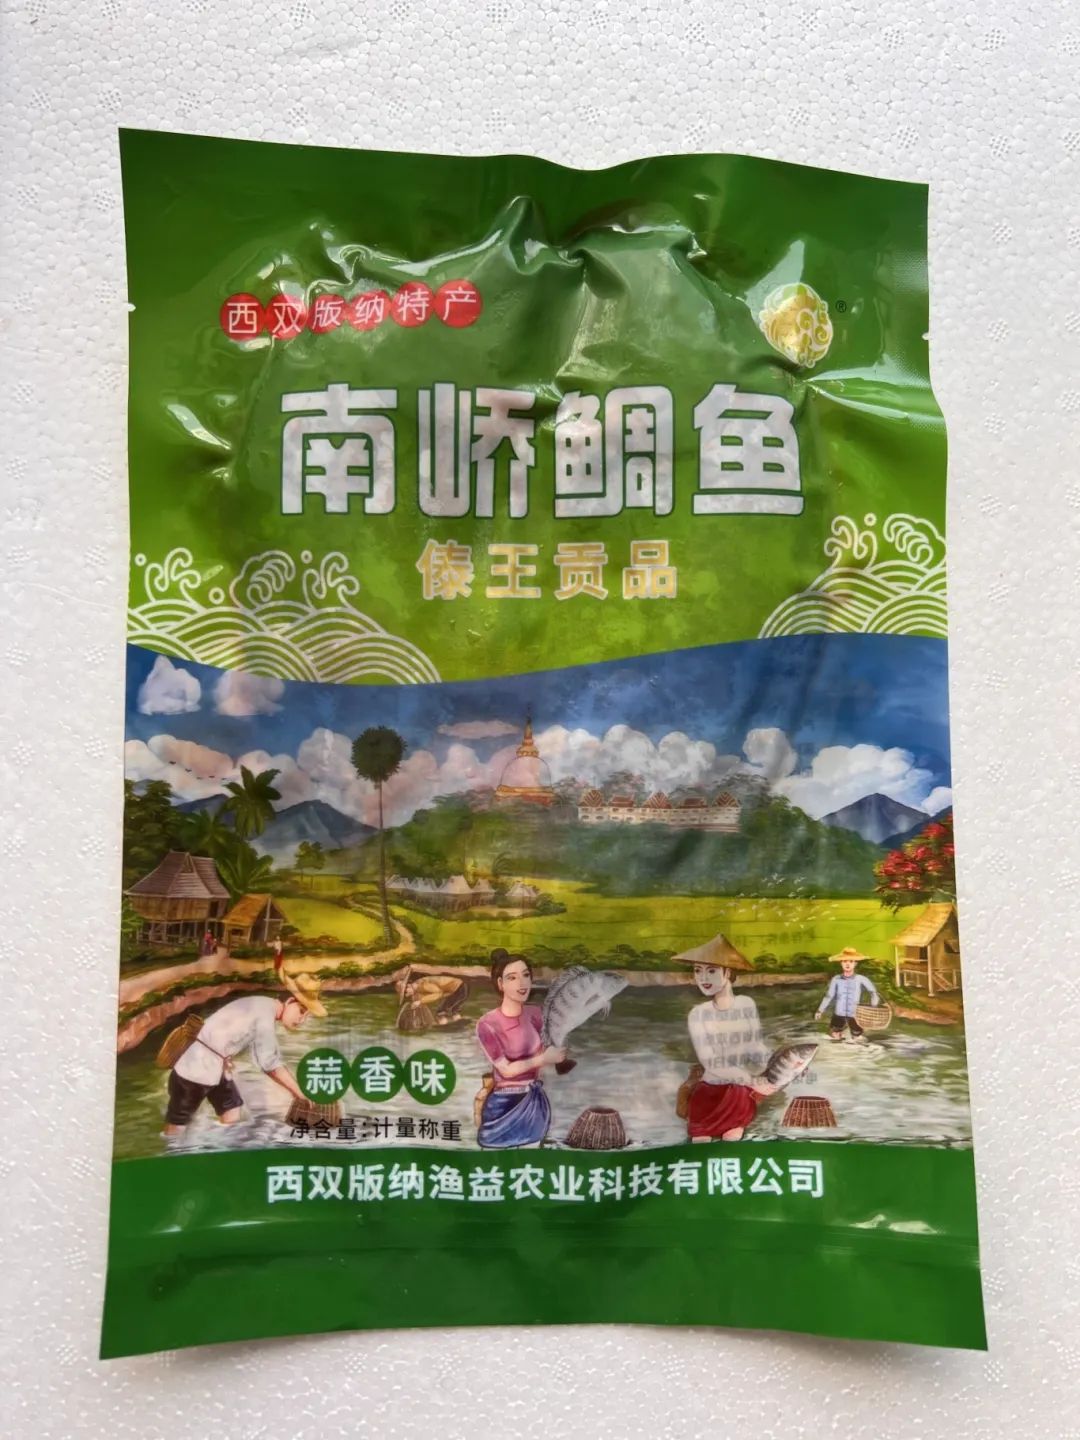 西双版纳特产
®
南峤鲷鱼
傣王贡品
蒜香味
净含量:计量称重
西双版纳渔益农业科技有限公司